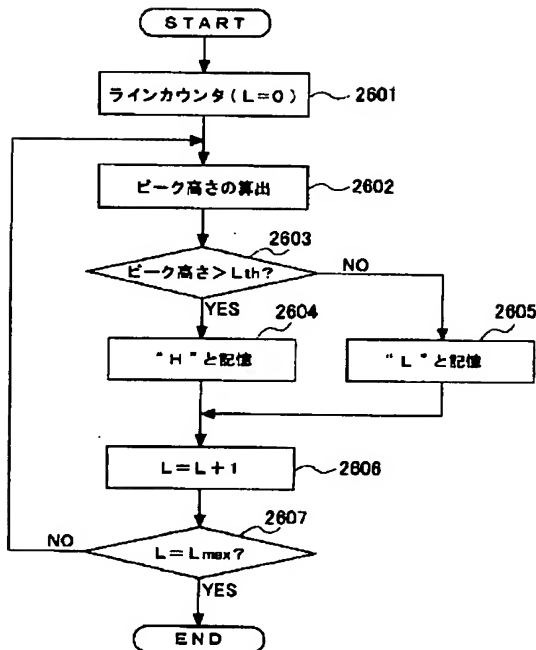 START
ラインカウンタ(L=0)
2601
ピーク高さの算出
2602
2603
ピーク高さ>Lth?
NO
YES
2604
"H"と記憶
2605
"L"と記憶
L=L+1
2606
2607
NO
L=Lmax?
YES
END